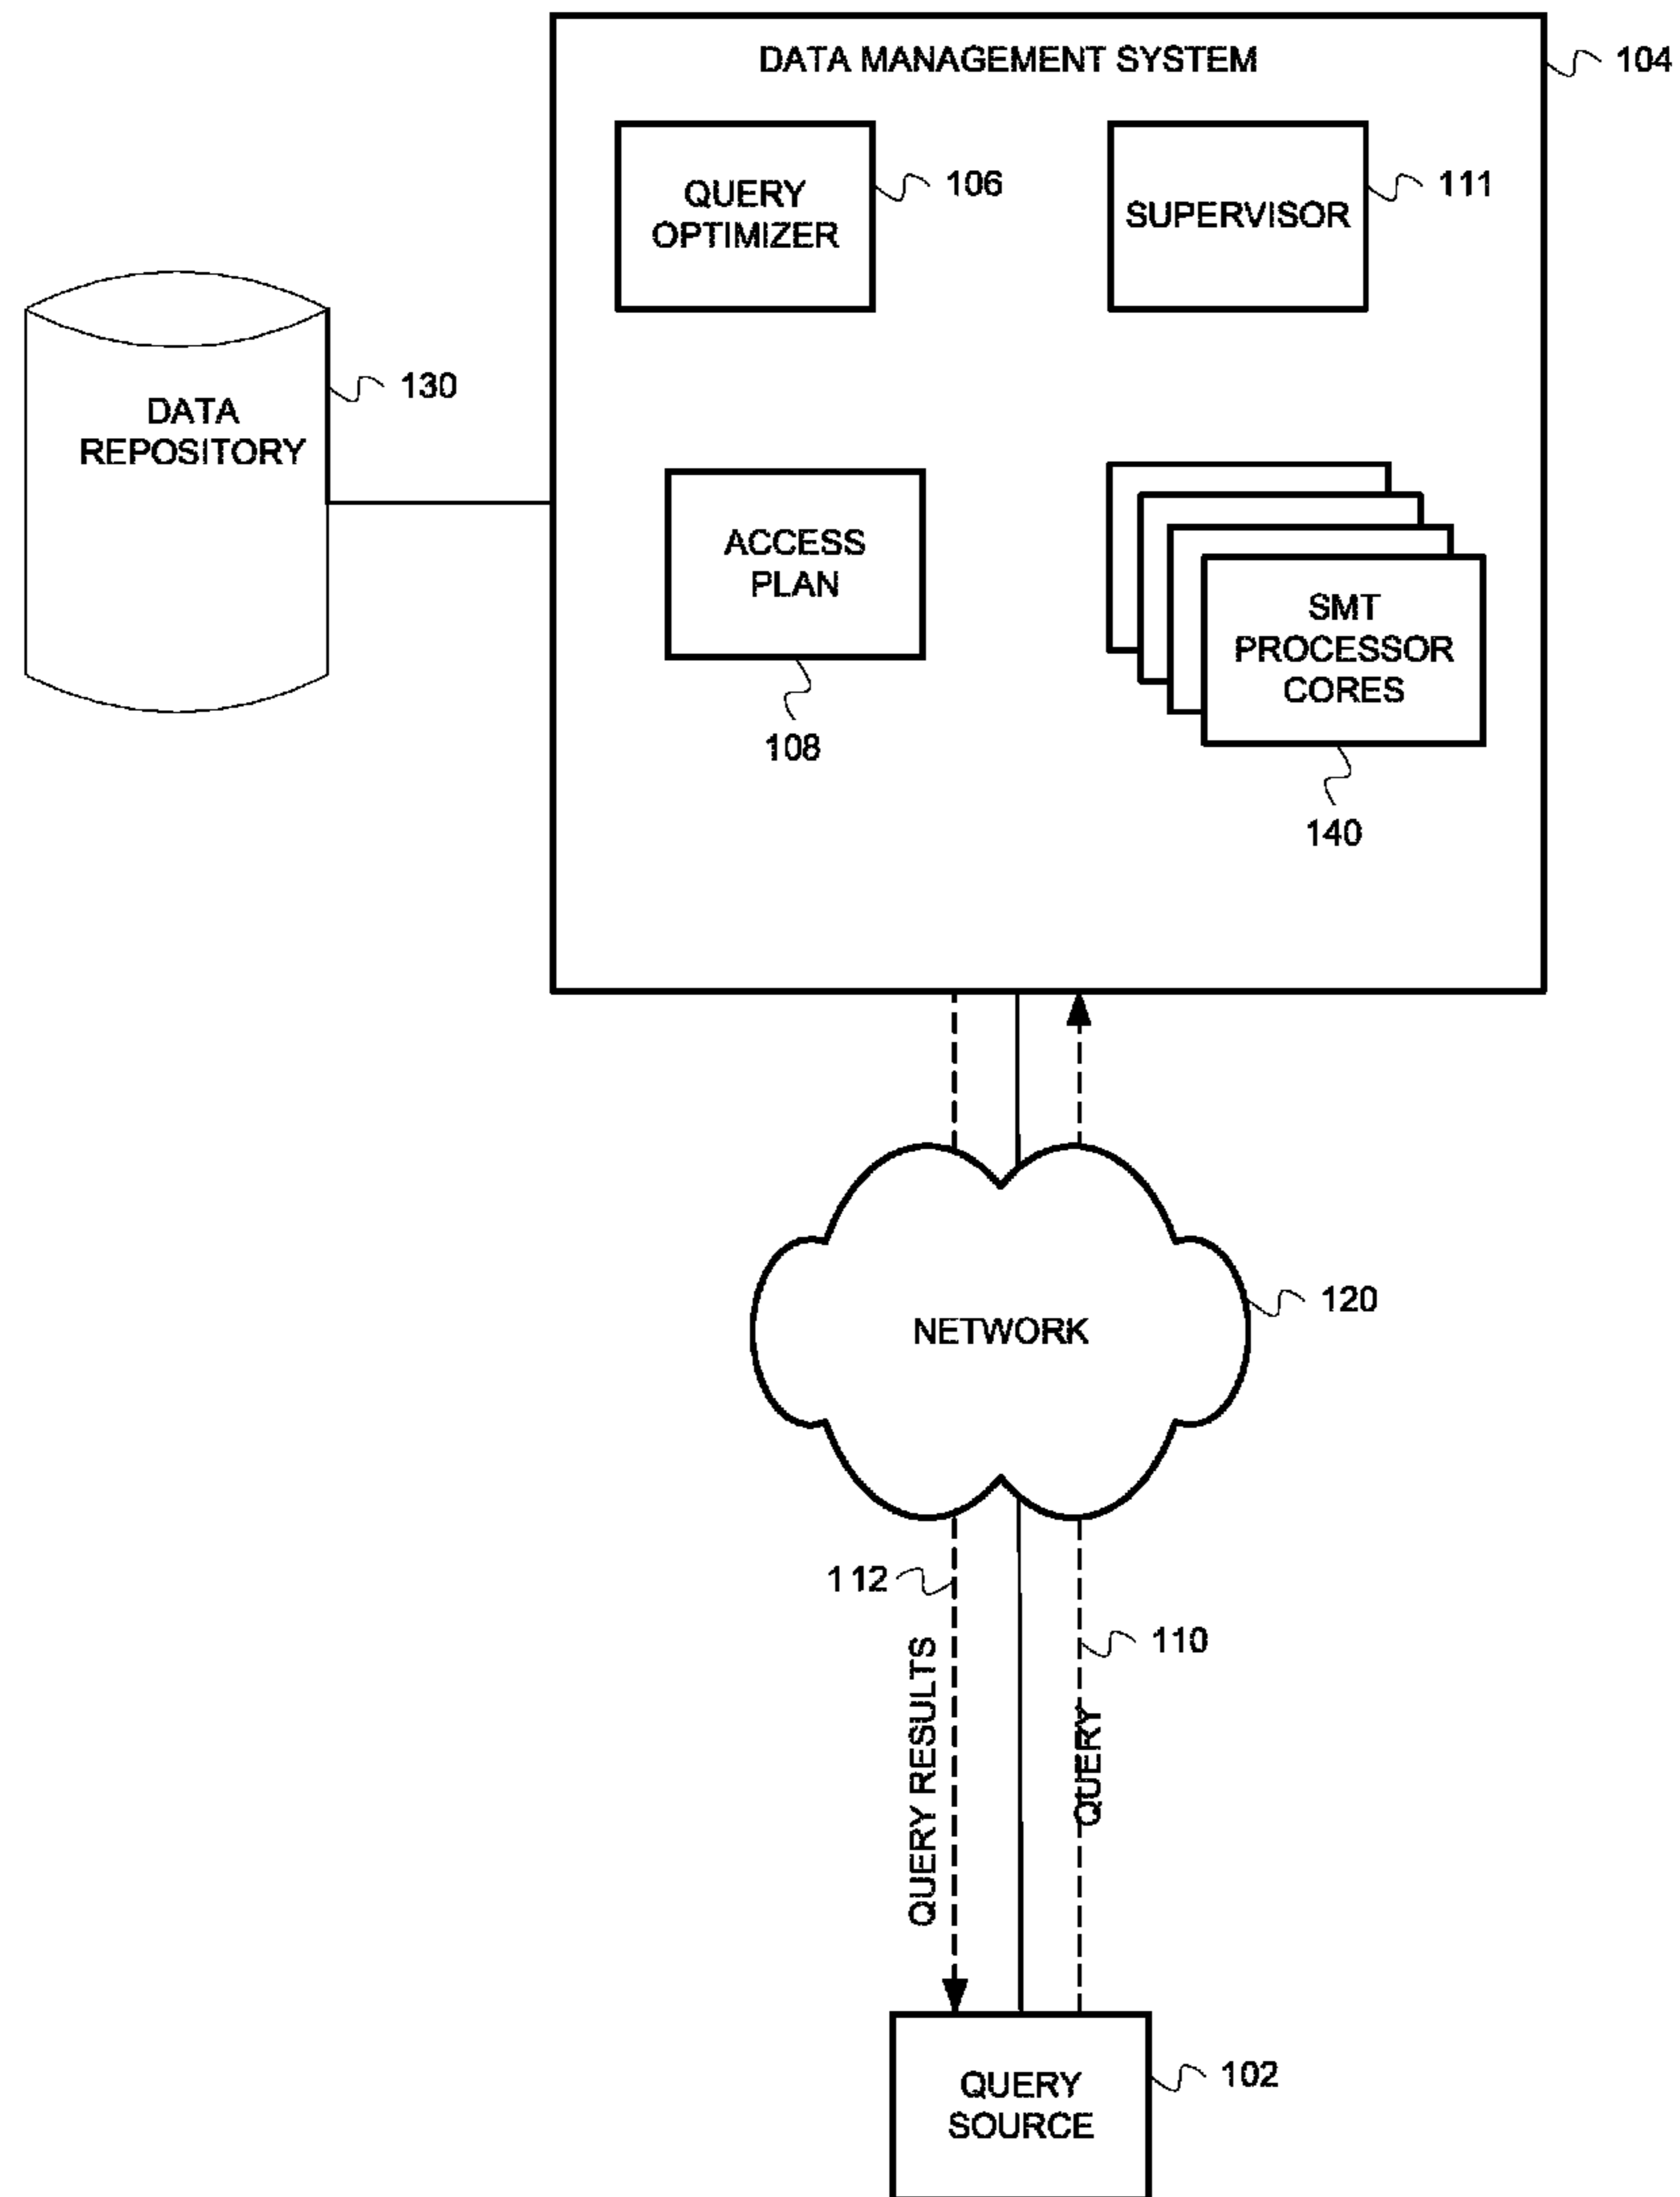 DATA MANAGEMENT SYSTEM
104
QUERY
OPTIMIZER
106
SUPERVISOR
111
DATA
REPOSITORY
130
ACCESS
PLAN
108
SMT
PROCESSOR
CORES
140
NETWORK
120
112
QUERY RESULTS
110
QUERY
QUERY
SOURCE
102